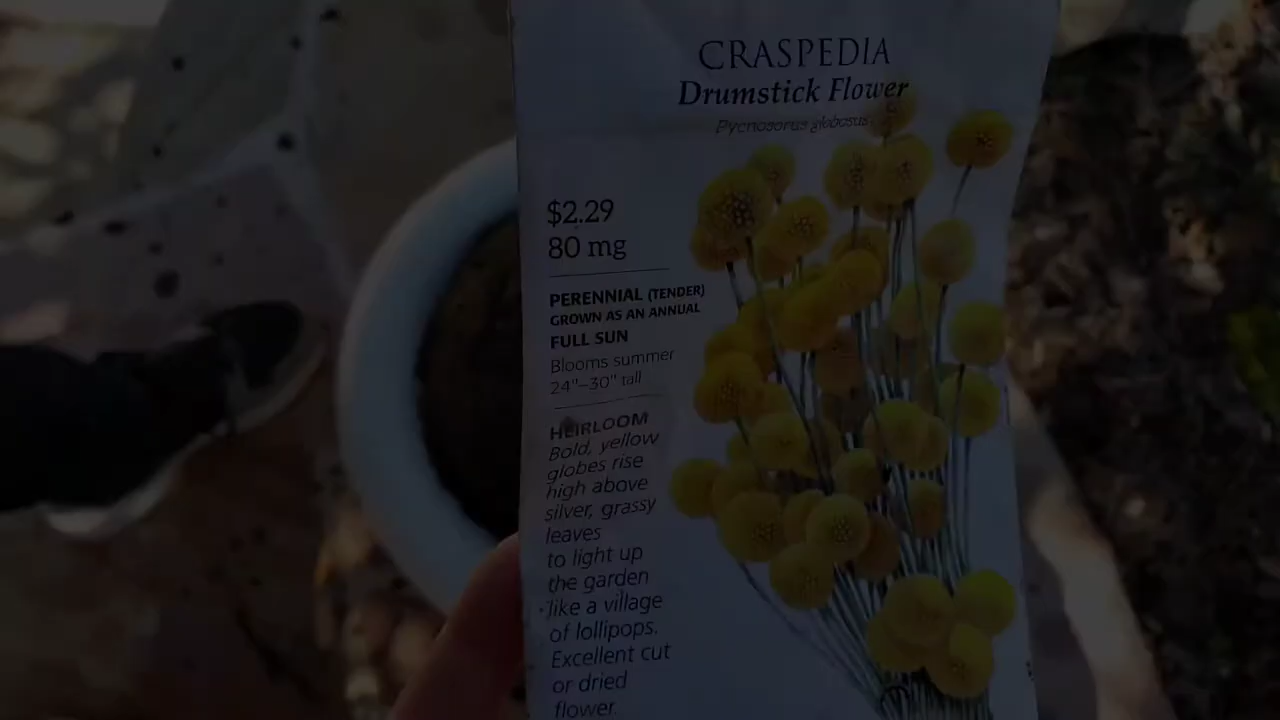 CRASPEDIA
Drumstick Flower
Pycnosorus globosus
$2.29
80 mg
PERENNIAL (TENDER)
GROWN AS AN ANNUAL
FULL SUN
Blooms summer
24"–30" tall
HEIRLOOM
Bold, yellow
globes rise
high above
silver, grassy
leaves
to light up
the garden
like a village
of lollipops.
Excellent cut
or dried
flower.